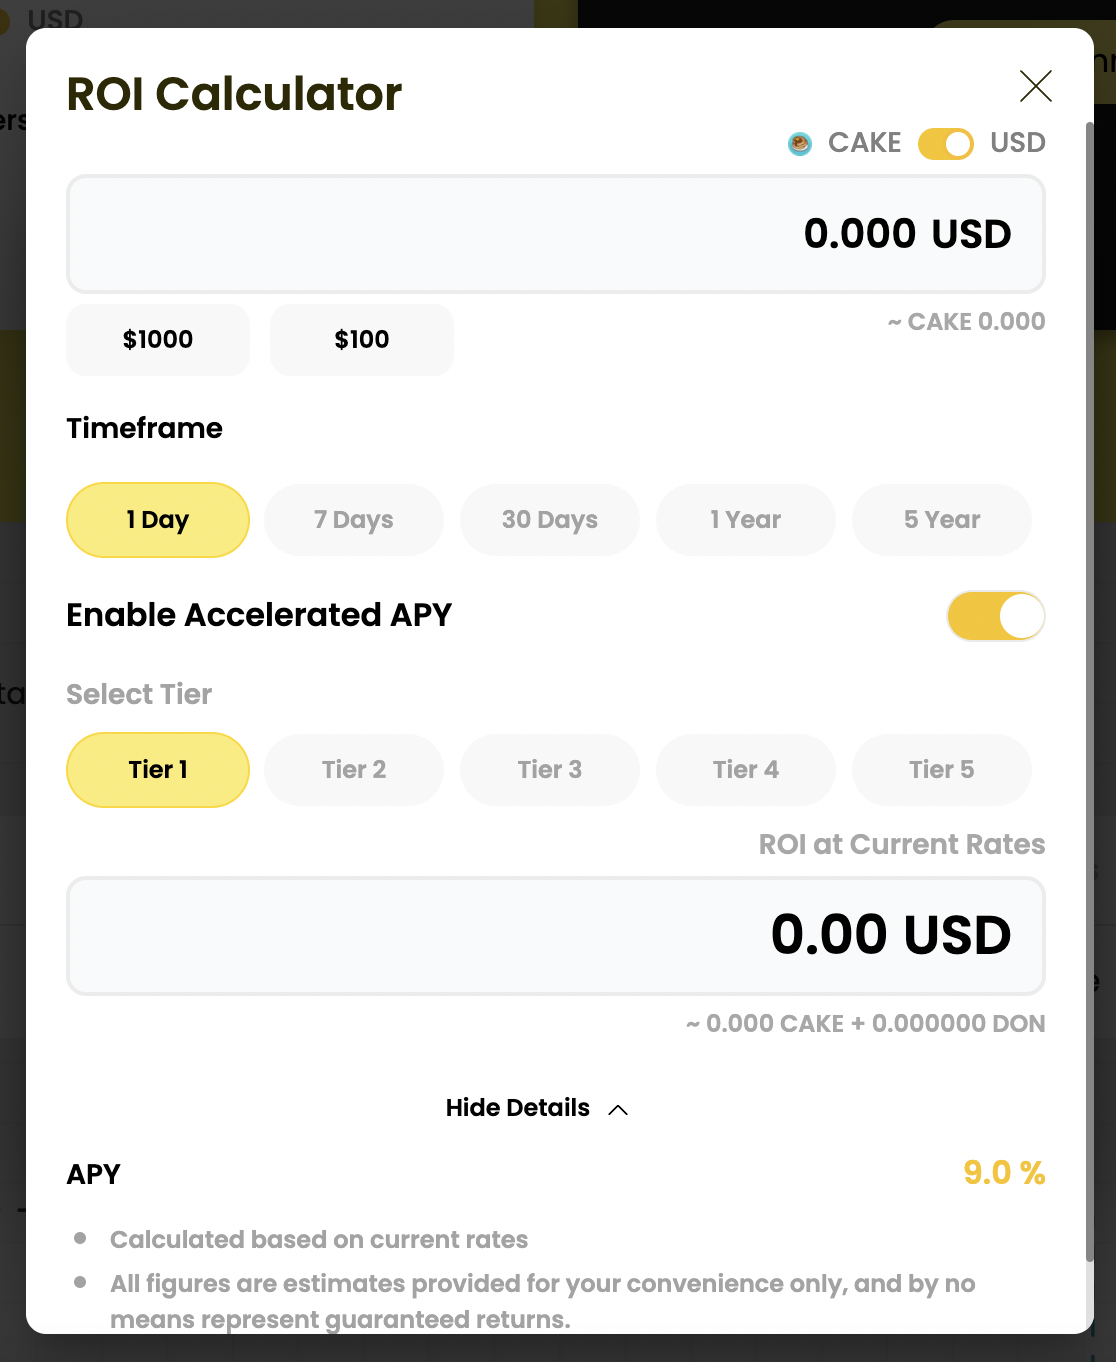 USD
ROI Calculator
CAKE USD
0.000 USD
$1000 $100
~ CAKE 0.000
Timeframe
1 Day 7 Days 30 Days 1 Year 5 Year
Enable Accelerated APY
Select Tier
Tier 1 Tier 2 Tier 3 Tier 4 Tier 5
ROI at Current Rates
0.00 USD
~ 0.000 CAKE + 0.000000 DON
Hide Details
APY 9.0 %
Calculated based on current rates
All figures are estimates provided for your convenience only, and by no
means represent guaranteed returns.